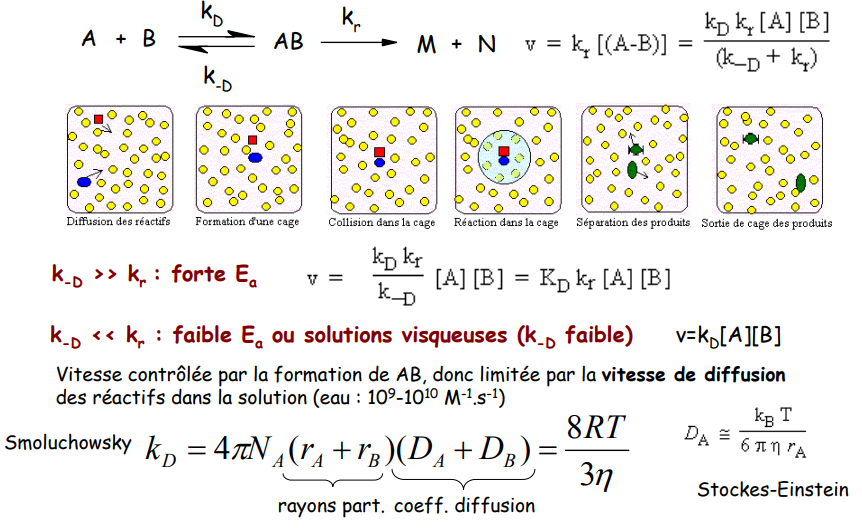 A + B ⇌ AB → M + N
k_D
k_-D
k_r
v = k_r [(A-B)] = k_D k_r [A] [B] / (k_−D + k_r)
Diffusion des réactifs
Formation d'une cage
Collision dans la cage
Réaction dans la cage
Séparation des produits
Sortie de cage des produits
k_-D >> k_r : forte E_a
v = k_D k_r / k_−D [A] [B] = K_D k_r [A] [B]
k_-D << k_r : faible E_a ou solutions visqueuses (k_-D faible)
v=k_D[A][B]
Vitesse contrôlée par la formation de AB, donc limitée par la vitesse de diffusion
des réactifs dans la solution (eau : 10^9-10^10 M^-1.s^-1)
Smoluchowsky
k_D = 4πN_A(r_A + r_B)(D_A + D_B) = 8RT / 3η
rayons part. coeff. diffusion
D_A ≅ k_B T / 6 π η r_A
Stockes-Einstein